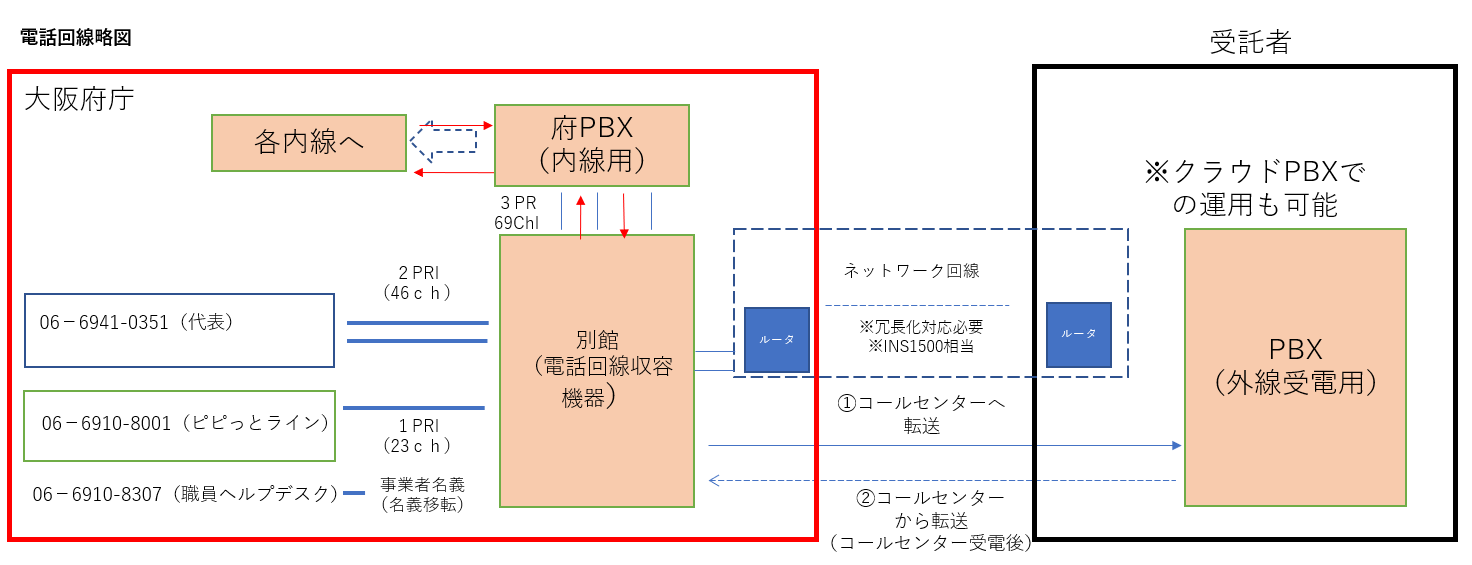 電話回線略図
受託者
大阪府庁
各内線へ
府PBX
（内線用）
3 PR
69Chl
※クラウドPBXで
の運用も可能
2 PRI
（46ｃｈ）
06－6941-0351（代表）
別館
（電話回線収容
機器）
ルータ
ネットワーク回線
※冗長化対応必要
※INS1500相当
ルータ
PBX
（外線受電用）
06－6910-8001（ピピっとライン）
1 PRI
（23ｃｈ）
06－6910-8307（職員ヘルプデスク）
事業者名義
（名義移転）
①コールセンターへ
転送
②コールセンター
から転送
（コールセンター受電後）